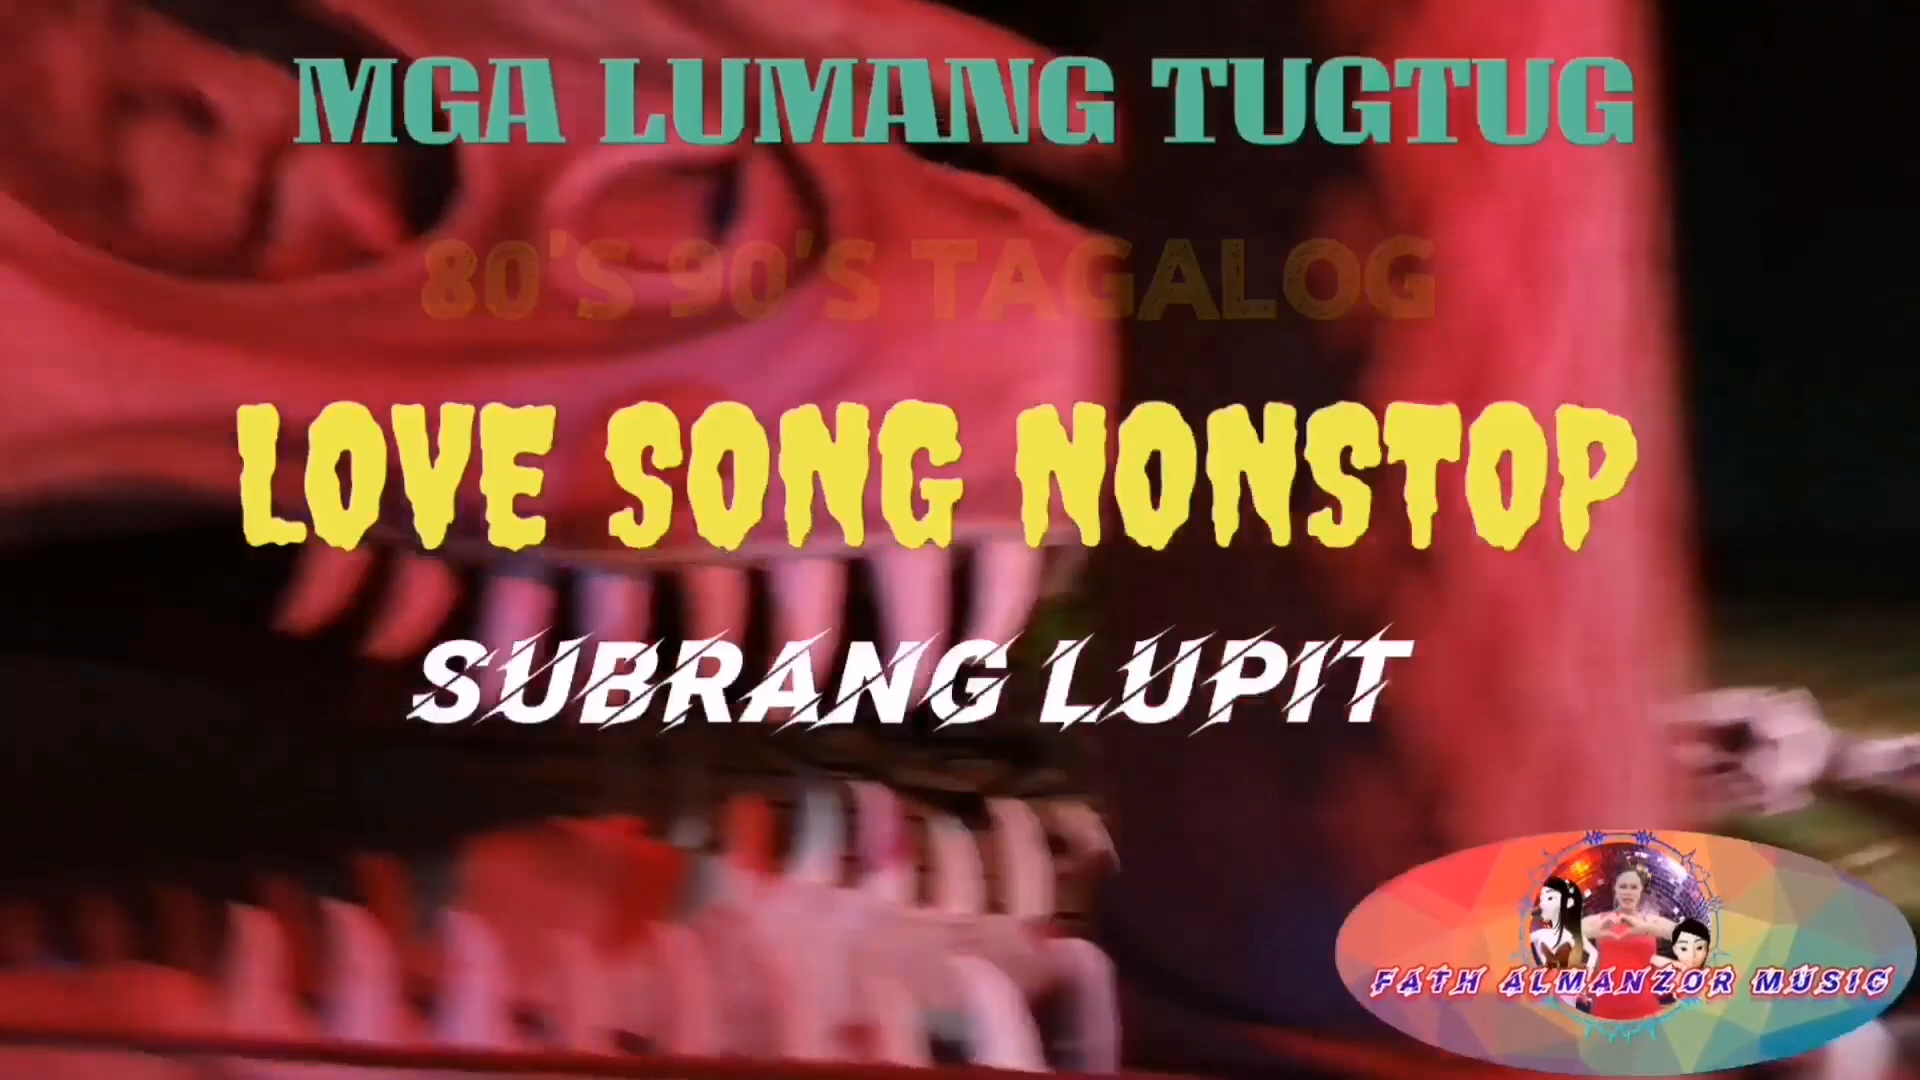 MGA LUMANG TUGTUG
80'S 90'S TAGALOG
LOVE SONG NONSTOP
SUBRANG LUPIT
FATH ALMANZOR MUSIC